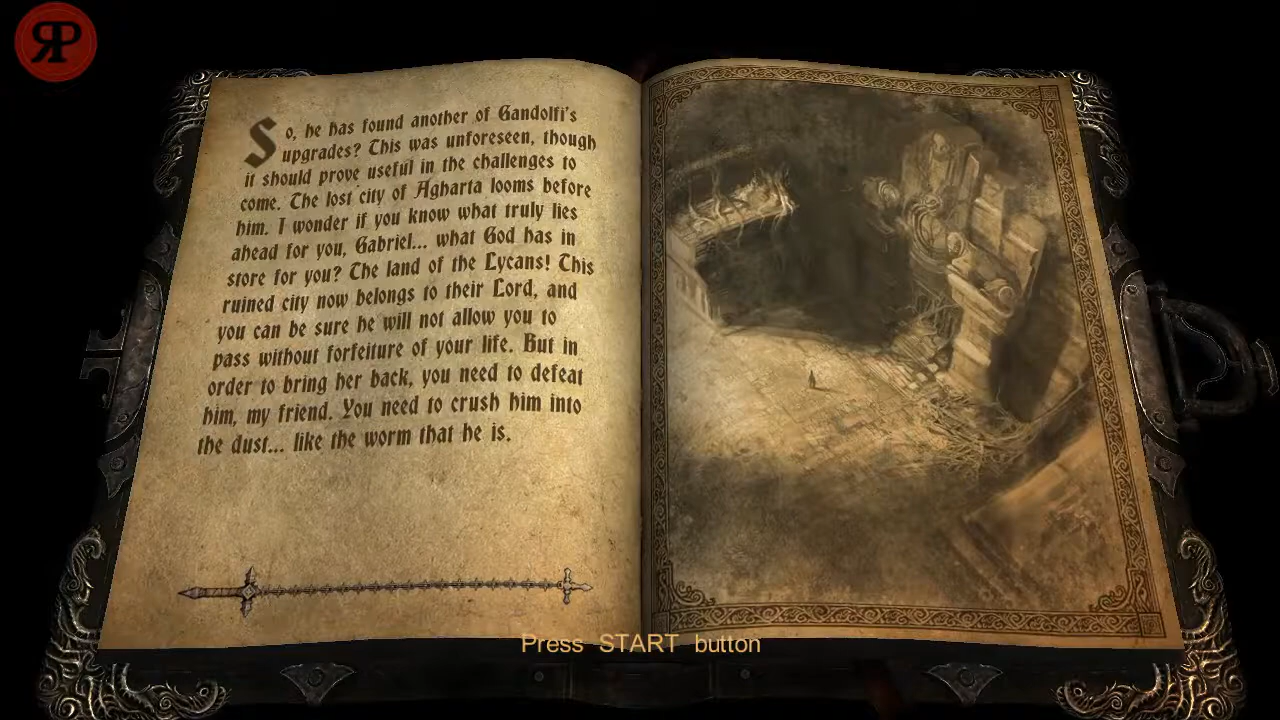 RP
So, he has found another of Gandolfi's
upgrades? This was unforeseen, though
it should prove useful in the challenges to
come. The lost city of Agharta looms before
him. I wonder if you know what truly lies
ahead for you, Gabriel... what God has in
store for you? The land of the Lycans! This
ruined city now belongs to their Lord, and
you can be sure he will not allow you to
pass without forfeiture of your life. But in
order to bring her back, you need to defeat
him, my friend. You need to crush him into
the dust... like the worm that he is.
Press START button